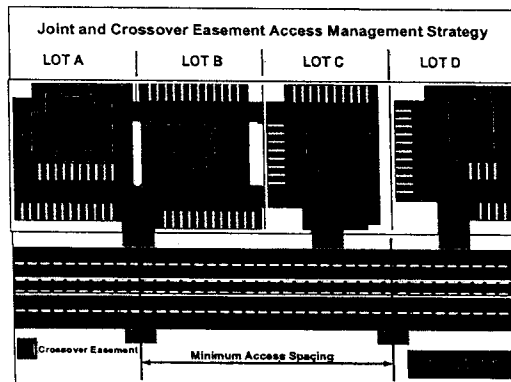 Joint and Crossover Easement Access Management Strategy
LOT A LOT B LOT C LOT D
Crossover Easement
Minimum Access Spacing